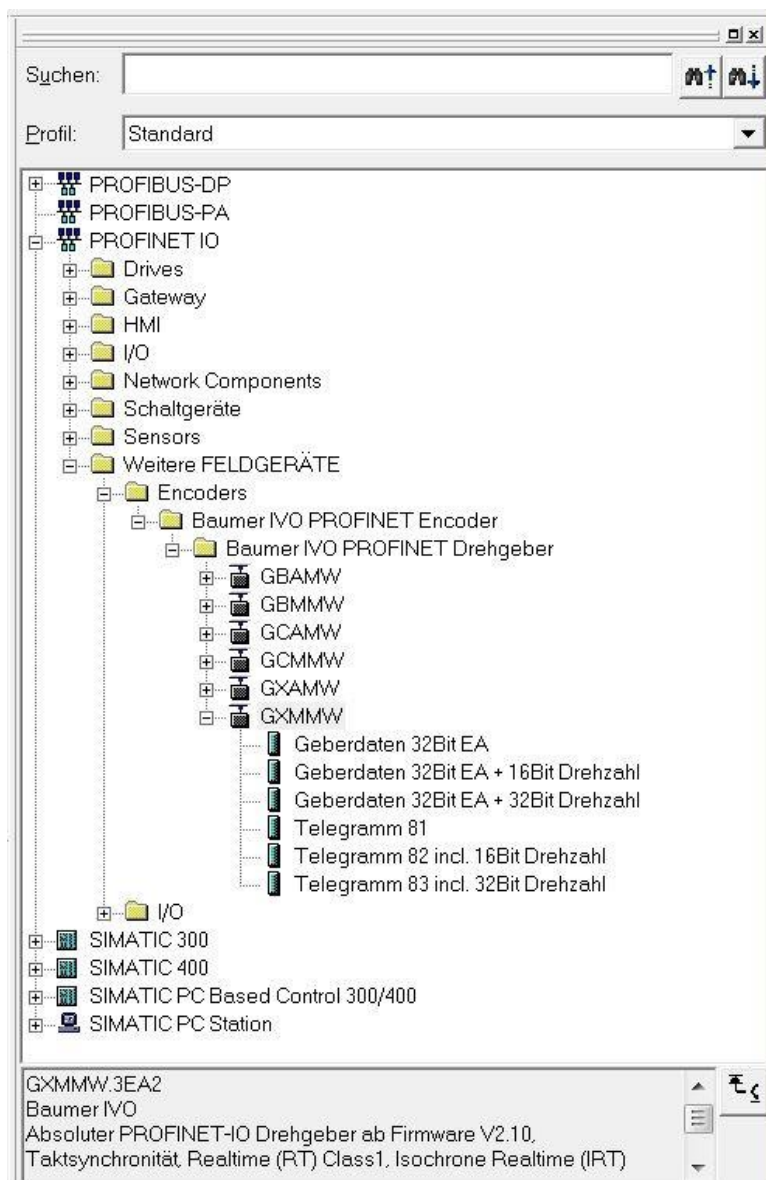 Suchen:
Profil: Standard
PROFIBUS-DP
PROFIBUS-PA
PROFINET IO
Drives
Gateway
HMI
I/O
Network Components
Schaltgeräte
Sensors
Weitere FELDGERÄTE
Encoders
Baumer IVO PROFINET Encoder
Baumer IVO PROFINET Drehgeber
GBAMW
GBMMW
GCAMW
GCMMW
GXAMW
GXMMW
Geberdaten 32Bit EA
Geberdaten 32Bit EA + 16Bit Drehzahl
Geberdaten 32Bit EA + 32Bit Drehzahl
Telegramm 81
Telegramm 82 incl. 16Bit Drehzahl
Telegramm 83 incl. 32Bit Drehzahl
I/O
SIMATIC 300
SIMATIC 400
SIMATIC PC Based Control 300/400
SIMATIC PC Station
GXMMW.3EA2
Baumer IVO
Absoluter PROFINET-IO Drehgeber ab Firmware V2.10,
Taktsynchronität, Realtime (RT) Class1, Isochrone Realtime (IRT)